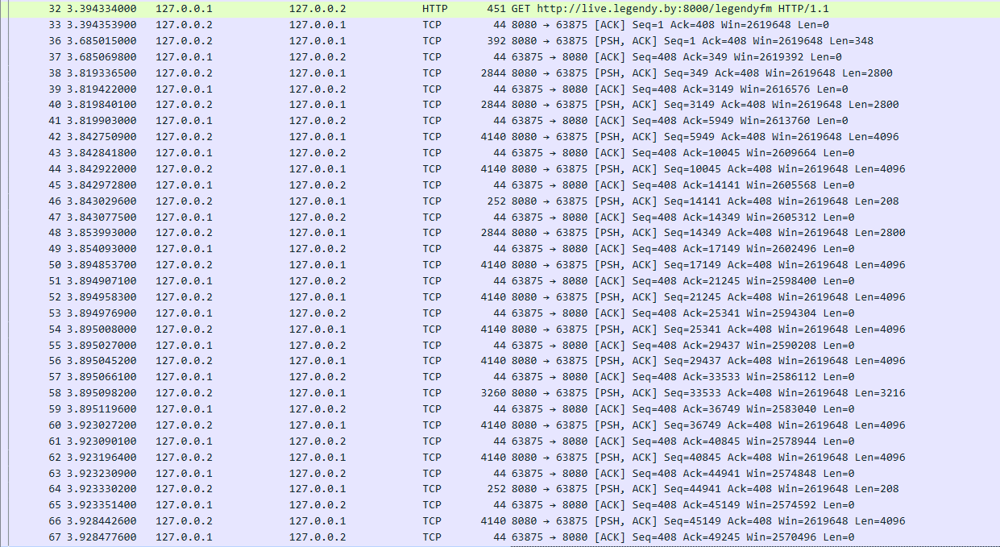 32 3.394334000 127.0.0.1 127.0.0.2 HTTP 451 GET http://live.legendy.by:8000/legendyfm HTTP/1.1
33 3.394353900 127.0.0.2 127.0.0.1 TCP 44 8080 → 63875 [ACK] Seq=1 Ack=408 Win=2619648 Len=0
36 3.685015000 127.0.0.2 127.0.0.1 TCP 392 8080 → 63875 [PSH, ACK] Seq=1 Ack=408 Win=2619648 Len=348
37 3.685069800 127.0.0.1 127.0.0.2 TCP 44 63875 → 8080 [ACK] Seq=408 Ack=349 Win=2619392 Len=0
38 3.819336500 127.0.0.2 127.0.0.1 TCP 2844 8080 → 63875 [PSH, ACK] Seq=349 Ack=408 Win=2619648 Len=2800
39 3.819422000 127.0.0.1 127.0.0.2 TCP 44 63875 → 8080 [ACK] Seq=408 Ack=3149 Win=2616576 Len=0
40 3.819840100 127.0.0.2 127.0.0.1 TCP 2844 8080 → 63875 [PSH, ACK] Seq=3149 Ack=408 Win=2619648 Len=2800
41 3.819903000 127.0.0.1 127.0.0.2 TCP 44 63875 → 8080 [ACK] Seq=408 Ack=5949 Win=2613760 Len=0
42 3.842750900 127.0.0.2 127.0.0.1 TCP 4140 8080 → 63875 [PSH, ACK] Seq=5949 Ack=408 Win=2619648 Len=4096
43 3.842841800 127.0.0.1 127.0.0.2 TCP 44 63875 → 8080 [ACK] Seq=408 Ack=10045 Win=2609664 Len=0
44 3.842922000 127.0.0.2 127.0.0.1 TCP 4140 8080 → 63875 [PSH, ACK] Seq=10045 Ack=408 Win=2619648 Len=4096
45 3.842972800 127.0.0.1 127.0.0.2 TCP 44 63875 → 8080 [ACK] Seq=408 Ack=14141 Win=2605568 Len=0
46 3.843029600 127.0.0.2 127.0.0.1 TCP 252 8080 → 63875 [PSH, ACK] Seq=14141 Ack=408 Win=2619648 Len=208
47 3.843077500 127.0.0.1 127.0.0.2 TCP 44 63875 → 8080 [ACK] Seq=408 Ack=14349 Win=2605312 Len=0
48 3.853993000 127.0.0.2 127.0.0.1 TCP 2844 8080 → 63875 [PSH, ACK] Seq=14349 Ack=408 Win=2619648 Len=2800
49 3.854093000 127.0.0.1 127.0.0.2 TCP 44 63875 → 8080 [ACK] Seq=408 Ack=17149 Win=2602496 Len=0
50 3.894853700 127.0.0.2 127.0.0.1 TCP 4140 8080 → 63875 [PSH, ACK] Seq=17149 Ack=408 Win=2619648 Len=4096
51 3.894907100 127.0.0.1 127.0.0.2 TCP 44 63875 → 8080 [ACK] Seq=408 Ack=21245 Win=2598400 Len=0
52 3.894958300 127.0.0.2 127.0.0.1 TCP 4140 8080 → 63875 [PSH, ACK] Seq=21245 Ack=408 Win=2619648 Len=4096
53 3.894976900 127.0.0.1 127.0.0.2 TCP 44 63875 → 8080 [ACK] Seq=408 Ack=25341 Win=2594304 Len=0
54 3.895008000 127.0.0.2 127.0.0.1 TCP 4140 8080 → 63875 [PSH, ACK] Seq=25341 Ack=408 Win=2619648 Len=4096
55 3.895027000 127.0.0.1 127.0.0.2 TCP 44 63875 → 8080 [ACK] Seq=408 Ack=29437 Win=2590208 Len=0
56 3.895045200 127.0.0.2 127.0.0.1 TCP 4140 8080 → 63875 [PSH, ACK] Seq=29437 Ack=408 Win=2619648 Len=4096
57 3.895066100 127.0.0.1 127.0.0.2 TCP 44 63875 → 8080 [ACK] Seq=408 Ack=33533 Win=2586112 Len=0
58 3.895098200 127.0.0.2 127.0.0.1 TCP 3260 8080 → 63875 [PSH, ACK] Seq=33533 Ack=408 Win=2619648 Len=3216
59 3.895119600 127.0.0.1 127.0.0.2 TCP 44 63875 → 8080 [ACK] Seq=408 Ack=36749 Win=2583040 Len=0
60 3.923027200 127.0.0.2 127.0.0.1 TCP 4140 8080 → 63875 [PSH, ACK] Seq=36749 Ack=408 Win=2619648 Len=4096
61 3.923090100 127.0.0.1 127.0.0.2 TCP 44 63875 → 8080 [ACK] Seq=408 Ack=40845 Win=2578944 Len=0
62 3.923196400 127.0.0.2 127.0.0.1 TCP 4140 8080 → 63875 [PSH, ACK] Seq=40845 Ack=408 Win=2619648 Len=4096
63 3.923230900 127.0.0.1 127.0.0.2 TCP 44 63875 → 8080 [ACK] Seq=408 Ack=44941 Win=2574848 Len=0
64 3.923330200 127.0.0.2 127.0.0.1 TCP 252 8080 → 63875 [PSH, ACK] Seq=44941 Ack=408 Win=2619648 Len=208
65 3.923351400 127.0.0.1 127.0.0.2 TCP 44 63875 → 8080 [ACK] Seq=408 Ack=45149 Win=2574592 Len=0
66 3.928442600 127.0.0.2 127.0.0.1 TCP 4140 8080 → 63875 [PSH, ACK] Seq=45149 Ack=408 Win=2619648 Len=4096
67 3.928477600 127.0.0.1 127.0.0.2 TCP 44 63875 → 8080 [ACK] Seq=408 Ack=49245 Win=2570496 Len=0